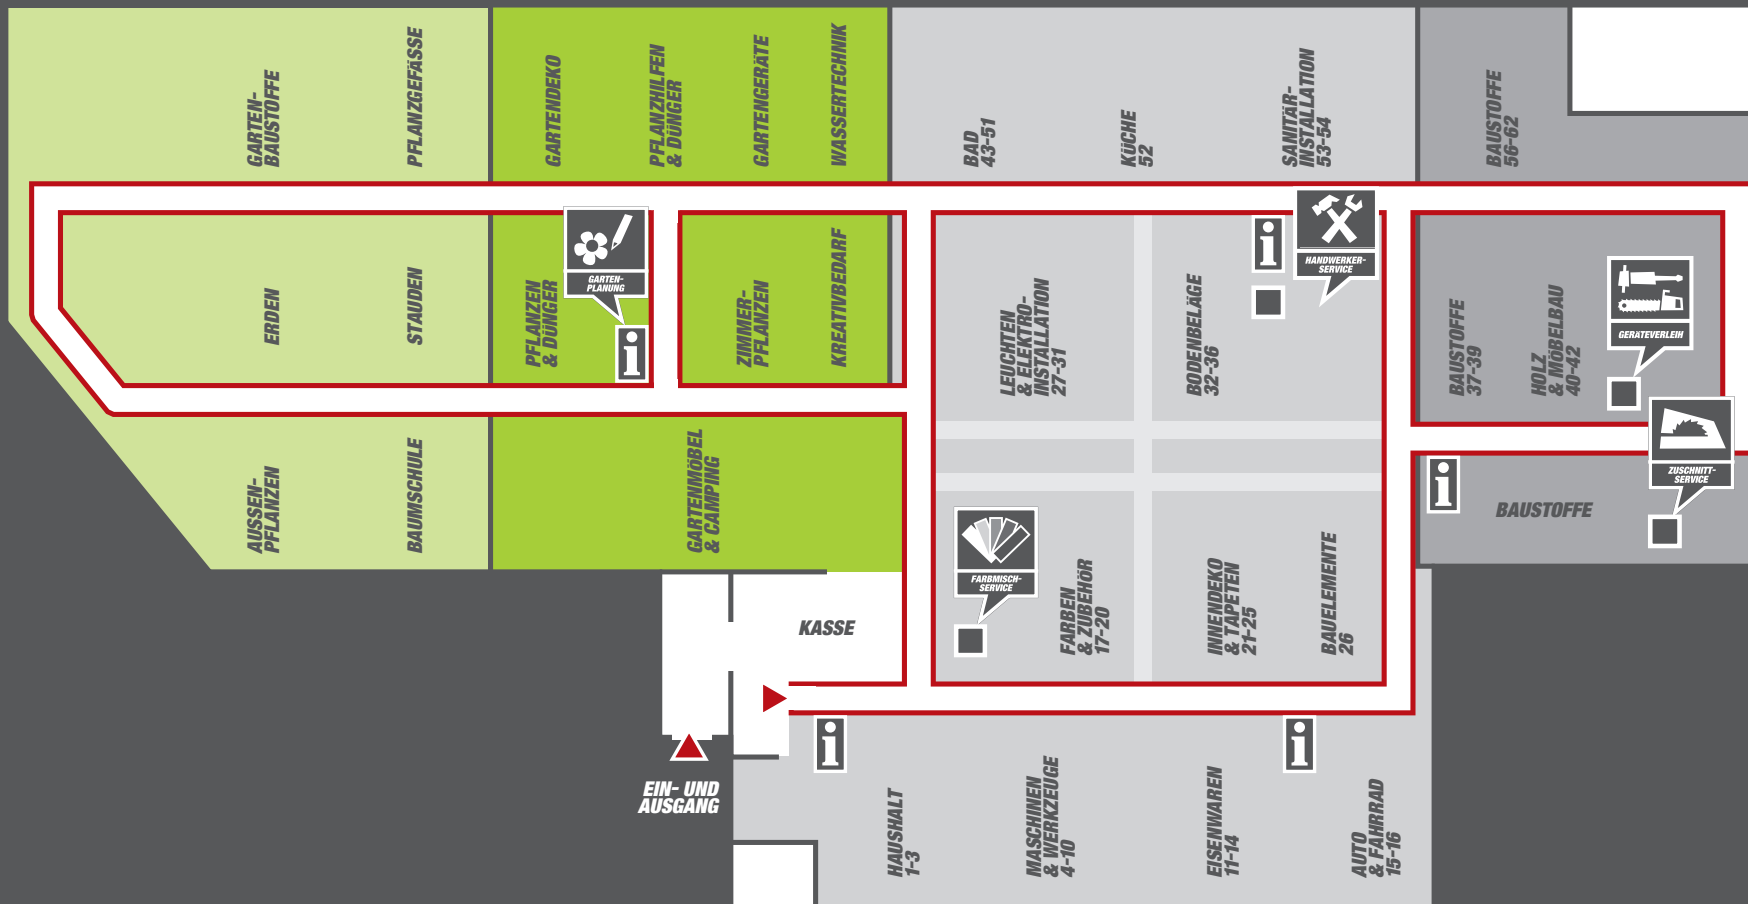 GARTEN-
BAUSTOFFE
PFLANZGEFÄSSE
GARTENDEKO
PFLANZHILFEN
& DÜNGER
GARTENGERÄTE
WASSERTECHNIK
BAD
43-51
KÜCHE
52
SANITÄR-
INSTALLATION
53-54
BAUSTOFFE
56-62
ERDEN
STAUDEN
PFLANZEN
& DÜNGER
GARTEN-
PLANUNG
i
ZIMMER-
PFLANZEN
KREATIVBEDARF
LEUCHTEN
& ELEKTRO-
INSTALLATION
27-31
BODENBELÄGE
32-36
i
HANDWERKER-
SERVICE
BAUSTOFFE
37-39
HOLZ
& MÖBELBAU
40-42
GERÄTEVERLEIH
AUSSEN-
PFLANZEN
BAUMSCHULE
GARTENMÖBEL
& CAMPING
i
BAUSTOFFE
ZUSCHNITT-
SERVICE
FARBMISCH-
SERVICE
FARBEN
& ZUBEHÖR
17-20
INNENDEKO
& TAPETEN
21-25
BAUELEMENTE
26
KASSE
EIN- UND
AUSGANG
i
i
HAUSHALT
1-3
MASCHINEN
& WERKZEUGE
4-10
EISENWAREN
11-14
AUTO
& FAHRRAD
15-16